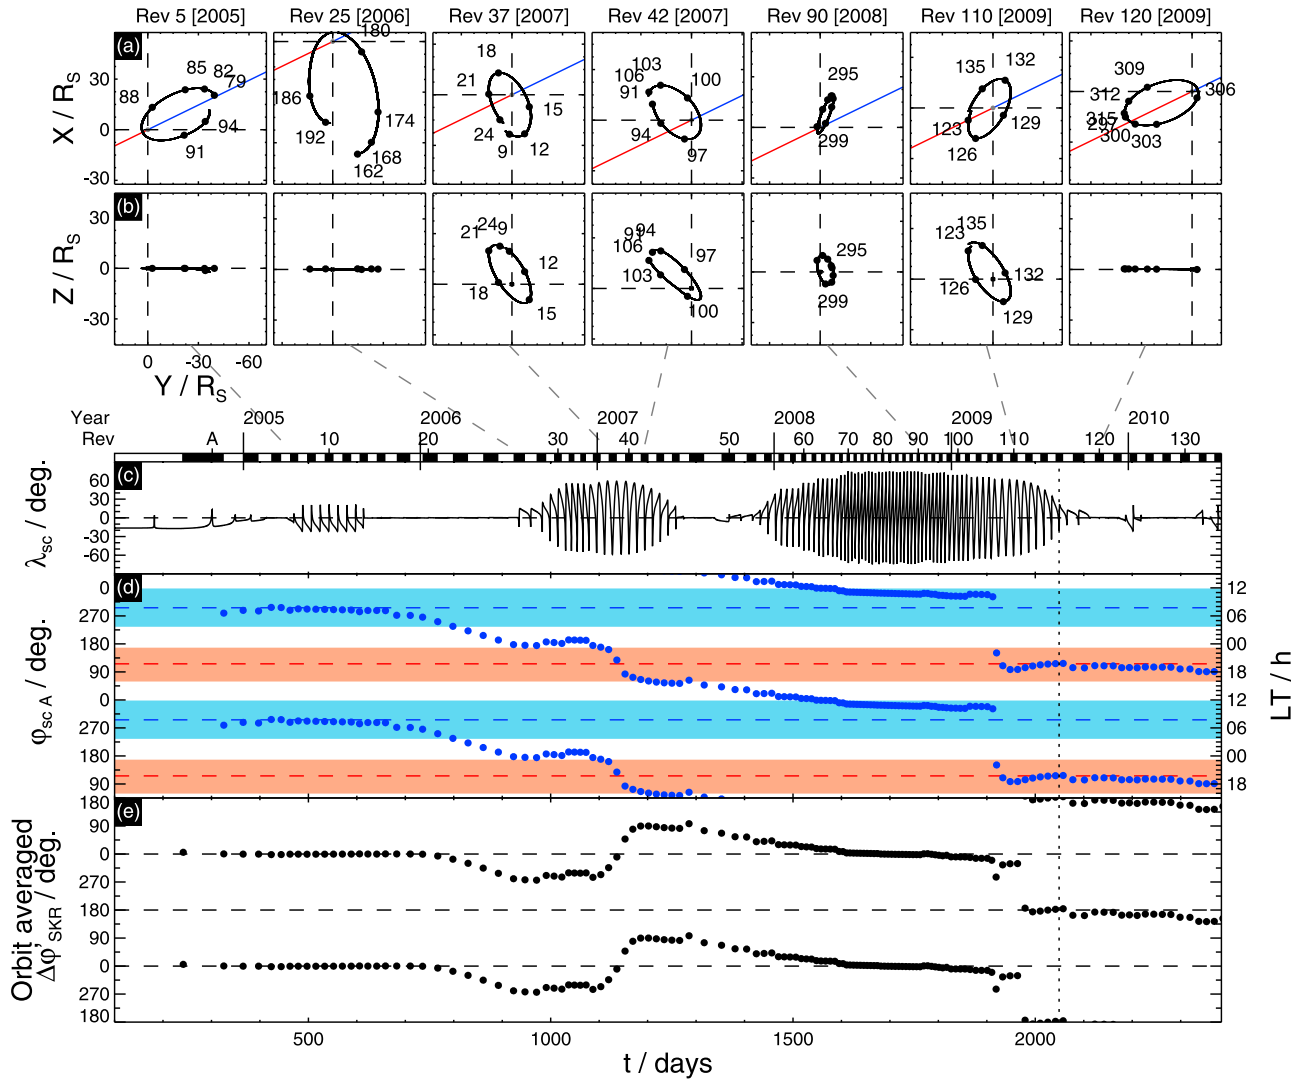 Rev 5 [2005] Rev 25 [2006] Rev 37 [2007] Rev 42 [2007] Rev 90 [2008] Rev 110 [2009] Rev 120 [2009]
(a)
X / R_S
30
0
-30
85 82 79 88 94 91
180 186 174 192 168 162
18 21 15 24 9 12
103 106 100 91 94 97
295 299
132 135 123 129 126
309 312 306 315 297 300 303
(b)
Z / R_S
30
0
-30
24 9 21 12 18 15
91 94 106 97 103 100
295 299
135 123 132 126 129
0 -30 -60
Y / R_S
Year 2005 2006 2007 2008 2009 2010
Rev A 10 20 30 40 50 60 70 80 90 100 110 120 130
(c)
λ_sc / deg.
60
30
0
-30
-60
(d)
φ_sc A / deg.
0
270
180
90
0
270
180
90
12
06
00
18
12
06
00
18
LT / h
(e)
Orbit averaged
Δφ'_SKR / deg.
180
90
0
270
180
90
0
270
180
500 1000 1500 2000
t / days